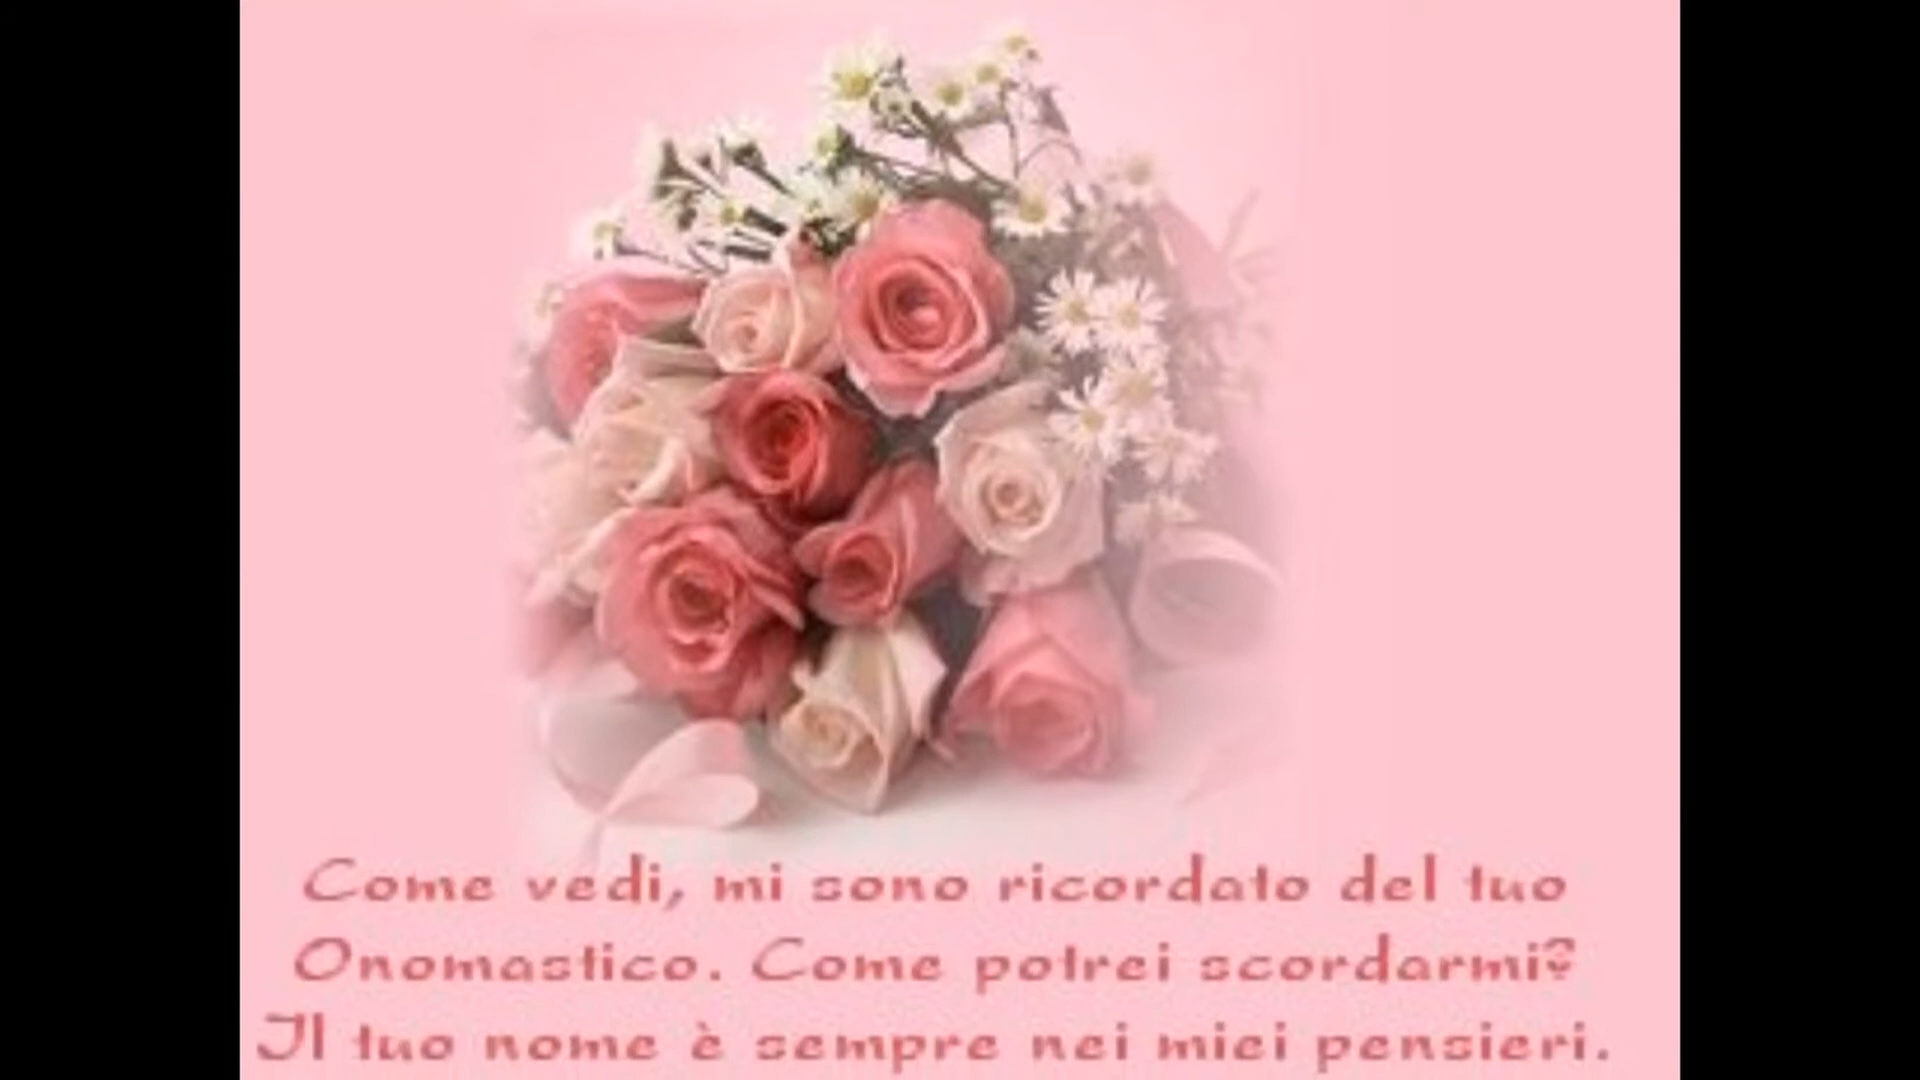 Come vedi, mi sono ricordato del tuo
Onomastico. Come potrei scordarmi?
Il tuo nome è sempre nei miei pensieri.